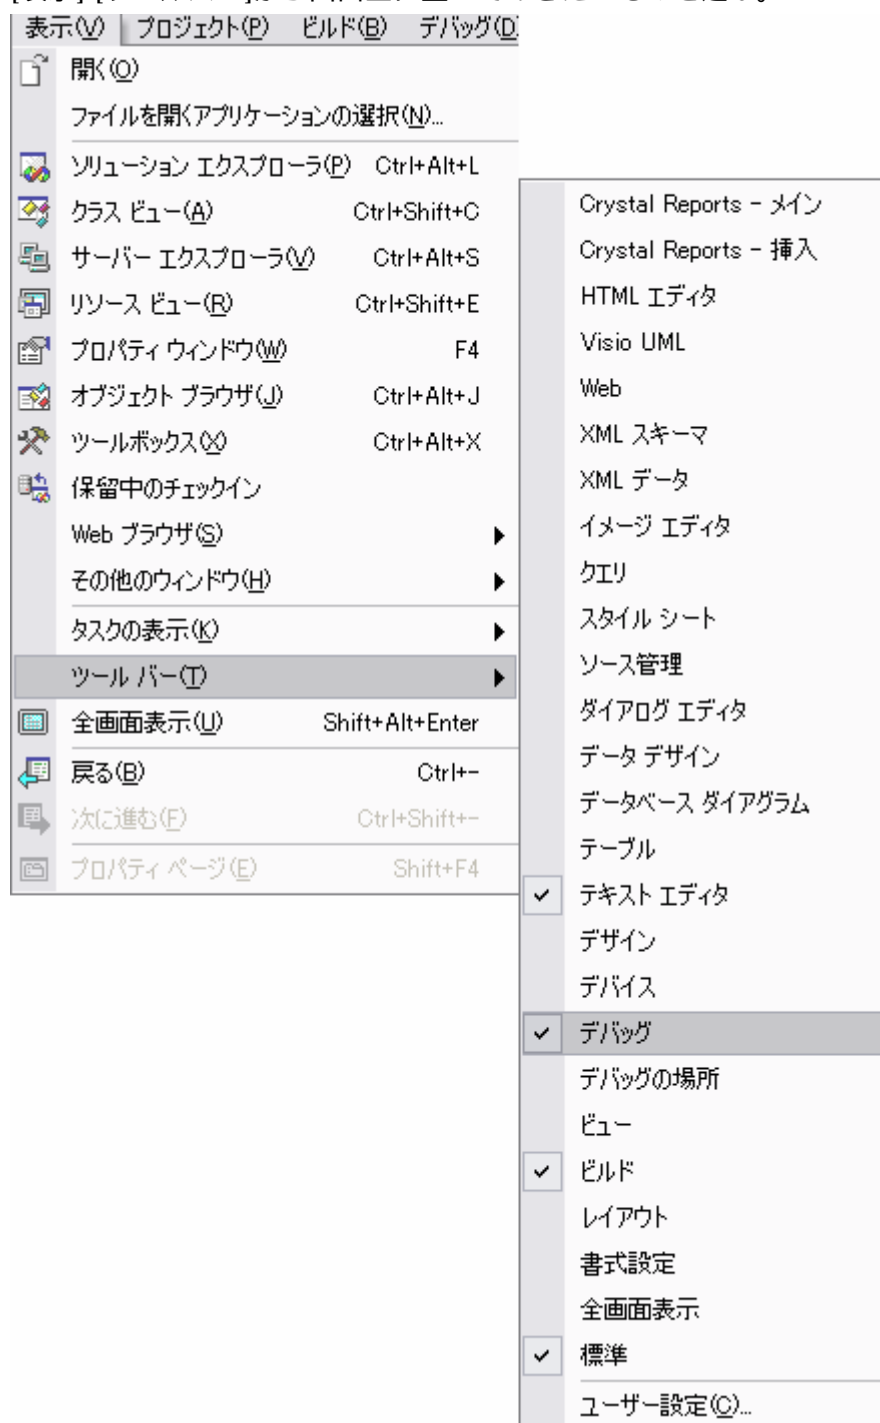 表示(V) プロジェクト(P) ビルド(B) デバッグ(D)
開く(O)
ファイルを開くアプリケーションの選択(N)...
ソリューション エクスプローラ(P) Ctrl+Alt+L
クラス ビュー(A) Ctrl+Shift+C
サーバー エクスプローラ(V) Ctrl+Alt+S
リソース ビュー(R) Ctrl+Shift+E
プロパティ ウィンドウ(W) F4
オブジェクト ブラウザ(J) Ctrl+Alt+J
ツールボックス(X) Ctrl+Alt+X
保留中のチェックイン
Web ブラウザ(S)
その他のウィンドウ(H)
タスクの表示(K)
ツール バー(T)
全画面表示(U) Shift+Alt+Enter
戻る(B) Ctrl+-
次に進む(F) Ctrl+Shift+-
プロパティ ページ(E) Shift+F4
Crystal Reports - メイン
Crystal Reports - 挿入
HTML エディタ
Visio UML
Web
XML スキーマ
XML データ
イメージ エディタ
クエリ
スタイル シート
ソース管理
ダイアログ エディタ
データ デザイン
データベース ダイアグラム
テーブル
テキスト エディタ
デザイン
デバイス
デバッグ
デバッグの場所
ビュー
ビルド
レイアウト
書式設定
全画面表示
標準
ユーザー設定(C)...